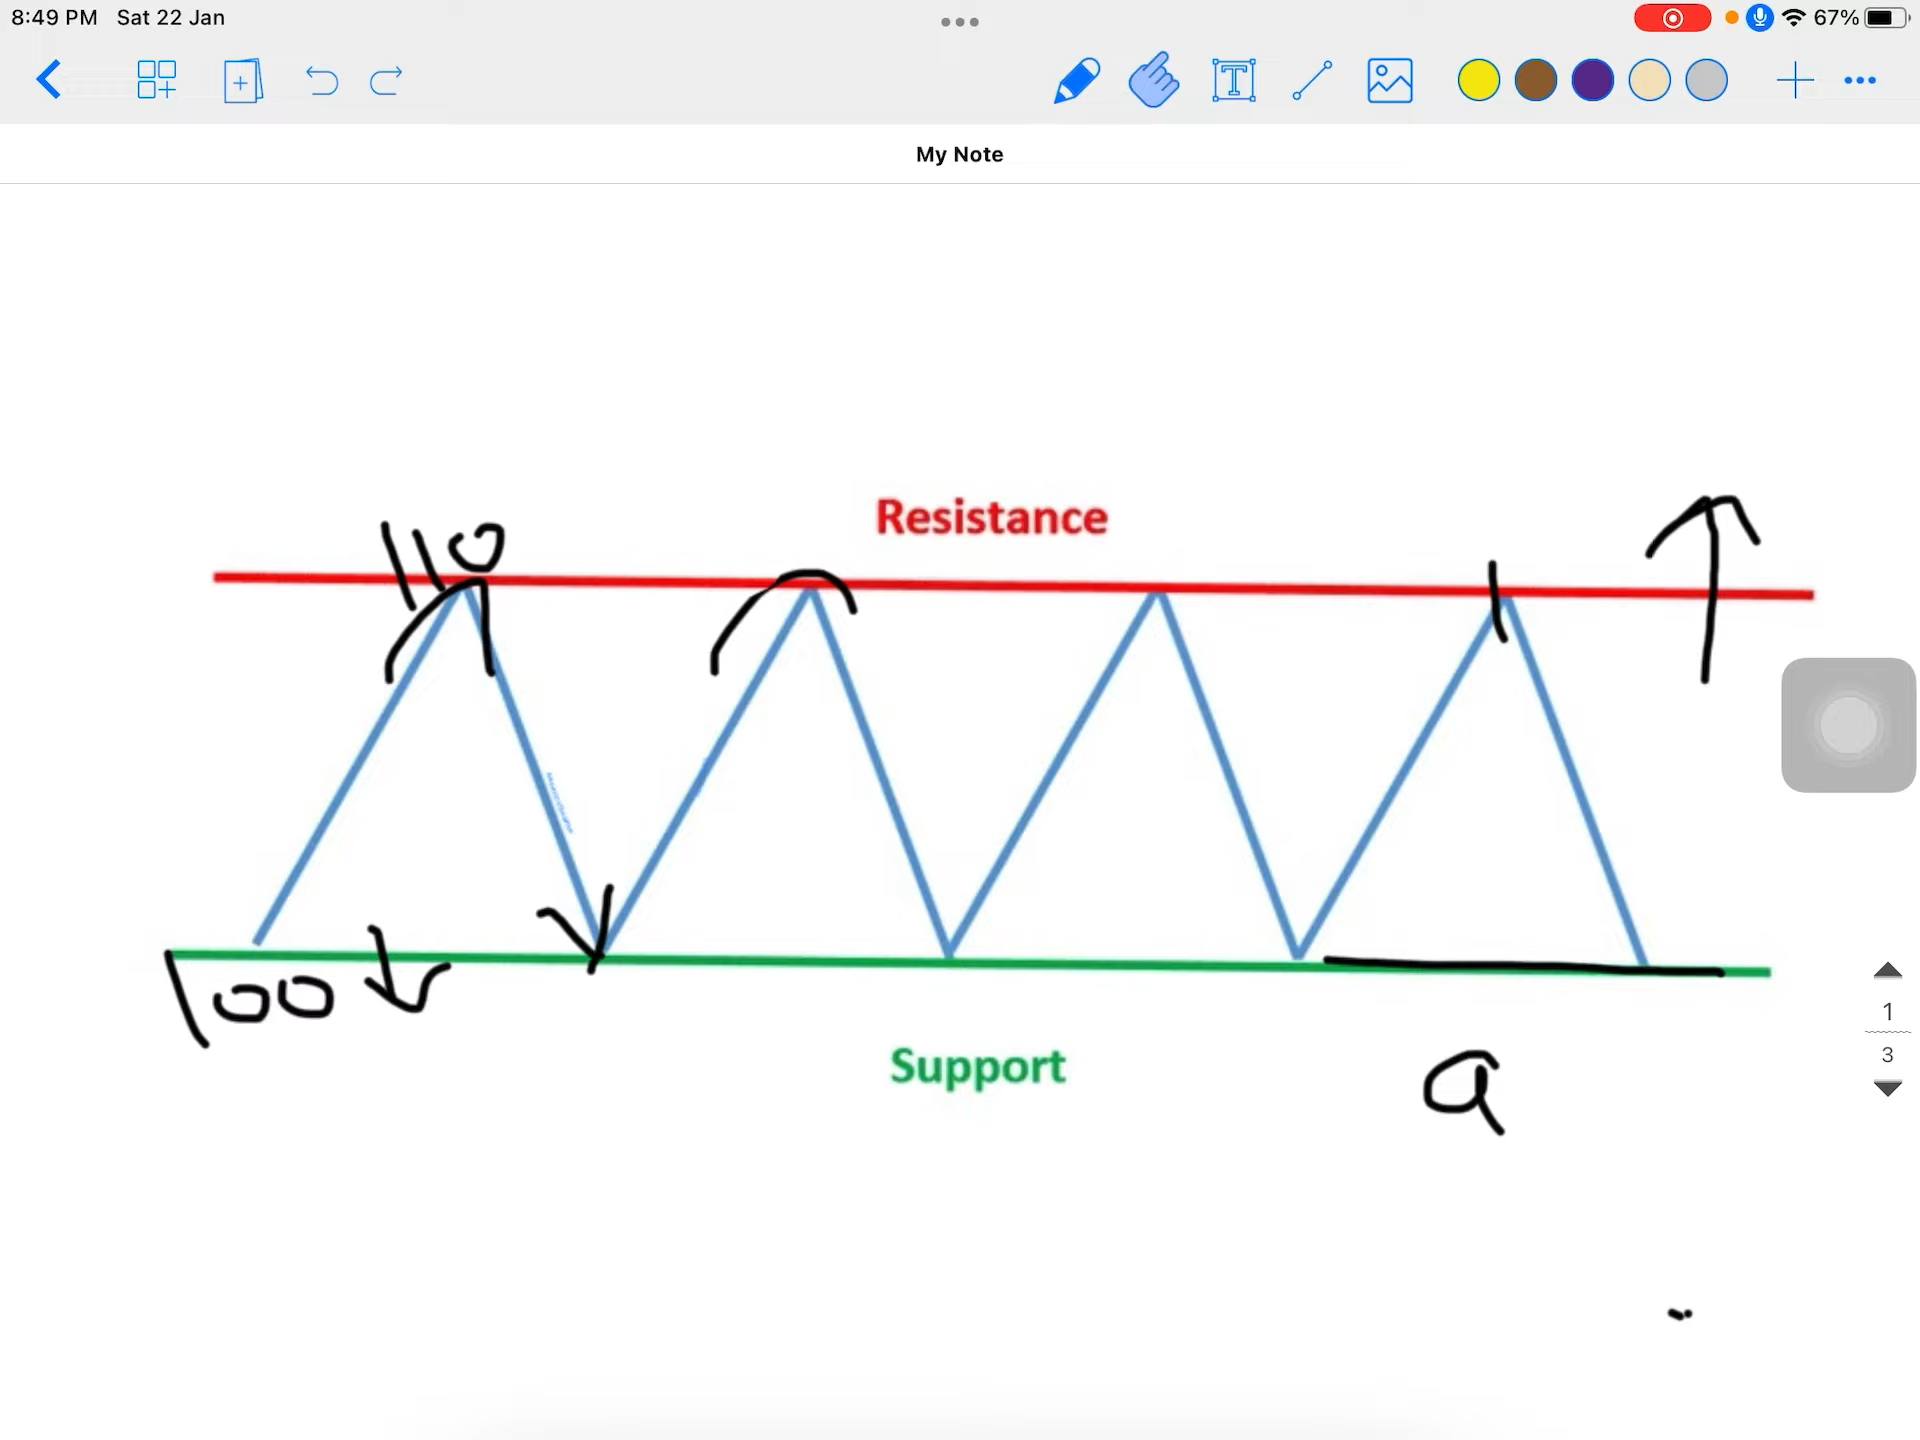 8:49 PM Sat 22 Jan
67%
My Note
Resistance
110
100
Support
a
1
3